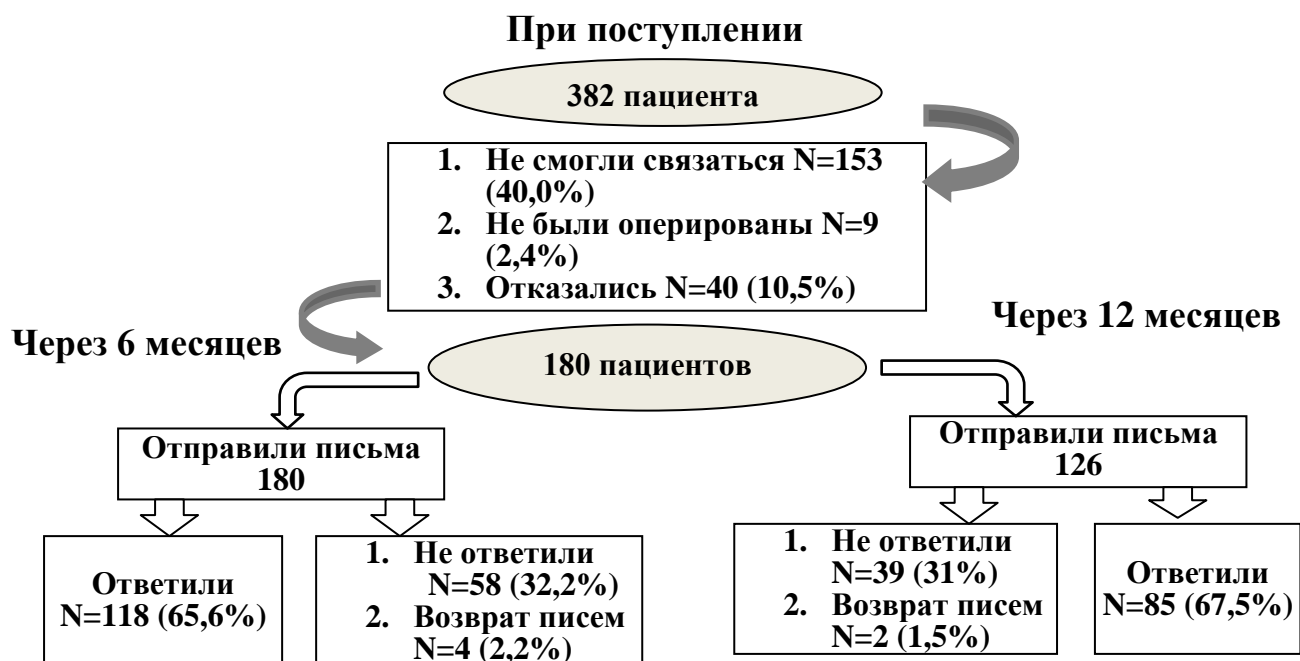 При поступлении
382 пациента
1. Не смогли связаться N=153
(40,0%)
2. Не были оперированы N=9
(2,4%)
3. Отказались N=40 (10,5%)
Через 6 месяцев
Через 12 месяцев
180 пациентов
Отправили письма
180
Отправили письма
126
Ответили
N=118 (65,6%)
1. Не ответили
N=58 (32,2%)
2. Возврат писем
N=4 (2,2%)
1. Не ответили
N=39 (31%)
2. Возврат писем
N=2 (1,5%)
Ответили
N=85 (67,5%)